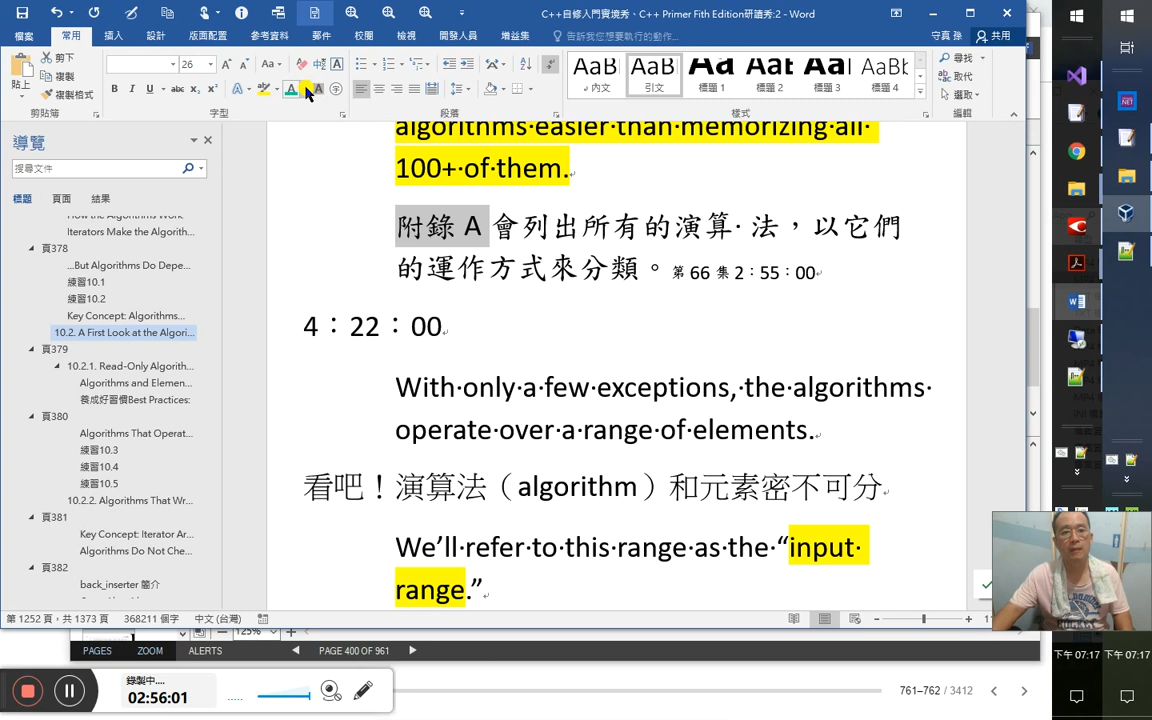 C++自修入門實境秀、C++ Primer Fith Edition研讀秀:2 - Word
檔案 常用 插入 設計 版面配置 參考資料 郵件 校閱 檢視 開發人員 增益集 告訴我您想要執行的動作... 守真 孫 共用
貼上 剪下 複製 複製格式
26
AaBb 內文 AaBb 引文 AaB 標題 1 AaBb 標題 2 AaBb 標題 3 AaBb 標題 4
尋找 取代 選取
剪貼簿 字型 段落 樣式 編輯
導覽
搜尋文件
標題 頁面 結果
How the Algorithms Work
Iterators Make the Algorith...
頁378
...But Algorithms Do Depe...
練習10.1
練習10.2
Key Concept: Algorithms...
10.2. A First Look at the Algori...
頁379
10.2.1. Read-Only Algorith...
Algorithms and Elemen...
養成好習慣Best Practices:
頁380
Algorithms That Operat...
練習10.3
練習10.4
練習10.5
10.2.2. Algorithms That Wr...
頁381
Key Concept: Iterator Ar...
Algorithms Do Not Che...
頁382
back_inserter 簡介
algorithms easier than memorizing all
100+ of them.
附錄 A 會列出所有的演算 法，以它們
的運作方式來分類。第 66 集 2：55：00
4：22：00
With only a few exceptions, the algorithms
operate over a range of elements.
看吧！演算法（algorithm）和元素密不可分
We’ll refer to this range as the “input
range.”
第 1252 頁，共 1373 頁 368211 個字 中文 (台灣)
125%
PAGES ZOOM ALERTS PAGE 400 OF 961
錄製中....
02:56:01
761–762 / 3412
下午 07:17 下午 07:17